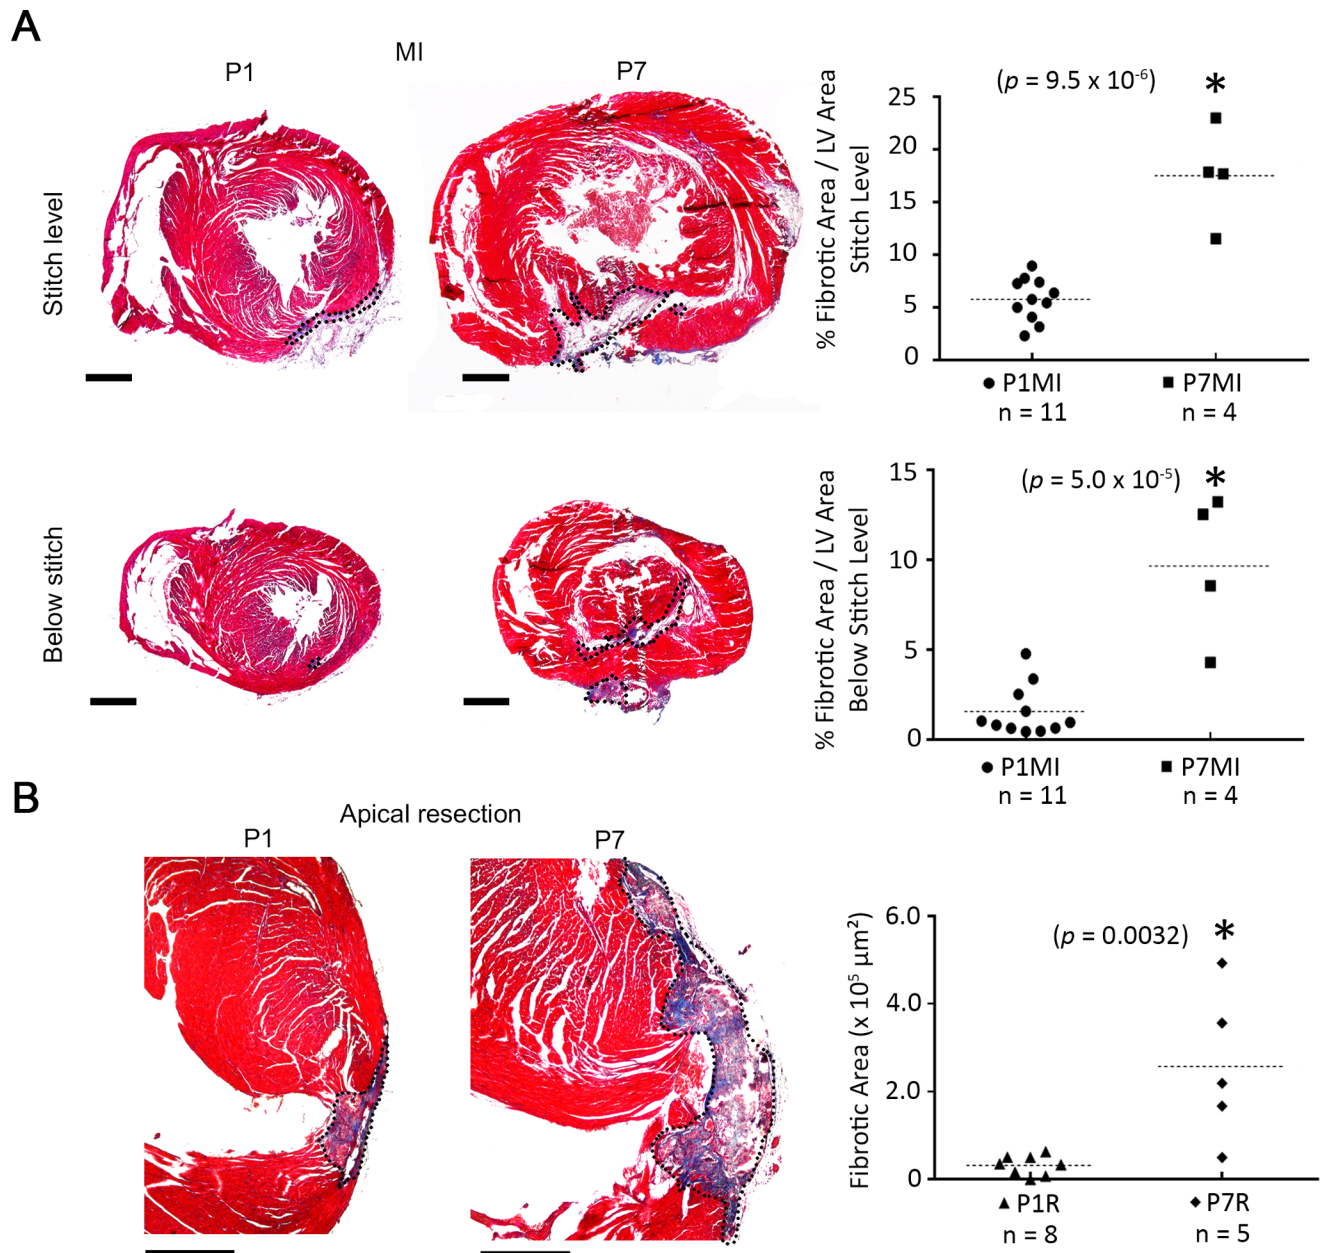 A
MI
P1
P7
Stitch level
% Fibrotic Area / LV Area
Stitch Level
(p = 9.5 x 10-6)
*
25
20
15
10
5
0
P1MI
n = 11
P7MI
n = 4
Below stitch
% Fibrotic Area / LV Area
Below Stitch Level
(p = 5.0 x 10-5)
*
15
10
5
0
P1MI
n = 11
P7MI
n = 4
B
Apical resection
P1
P7
Fibrotic Area (x 10⁵ µm²)
(p = 0.0032)
*
6.0
4.0
2.0
0
P1R
n = 8
P7R
n = 5